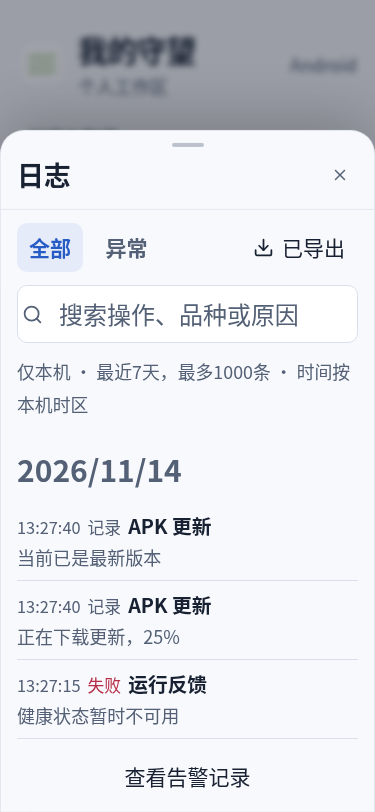 我的守望
个人工作区
Android
日志
×
全部
异常
已导出
搜索操作、品种或原因
仅本机 · 最近7天，最多1000条 · 时间按
本机时区
2026/11/14
13:27:40 记录 APK 更新
当前已是最新版本
13:27:40 记录 APK 更新
正在下载更新，25%
13:27:15 失败 运行反馈
健康状态暂时不可用
查看告警记录